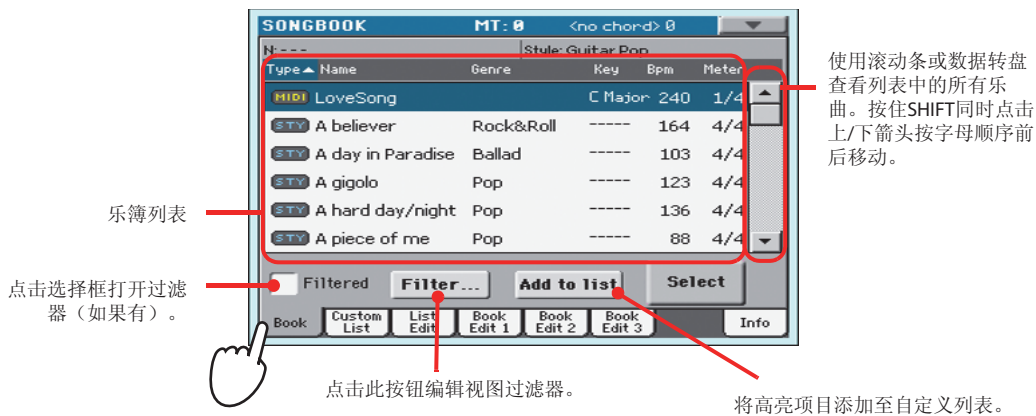 SONGBOOK MT: 0 <no chord> 0
N: --- Style: Guitar Pop
Type Name Genre Key Bpm Meter
MIDI LoveSong C Major 240 1/4
STY A believer Rock&Roll ----- 164 4/4
STY A day in Paradise Ballad ----- 103 4/4
STY A gigolo Pop ----- 123 4/4
STY A hard day/night Pop ----- 136 4/4
STY A piece of me Pop ----- 88 4/4
Filtered Filter... Add to list Select
Book
Custom
List
List
Edit
Book
Edit 1
Book
Edit 2
Book
Edit 3
Info
使用滚动条或数据转盘
查看列表中的所有乐
曲。按住SHIFT同时点击
上/下箭头按字母顺序前
后移动。
乐簿列表
点击选择框打开过滤
器(如果有)。
点击此按钮编辑视图过滤器。
将高亮项目添加至自定义列表。